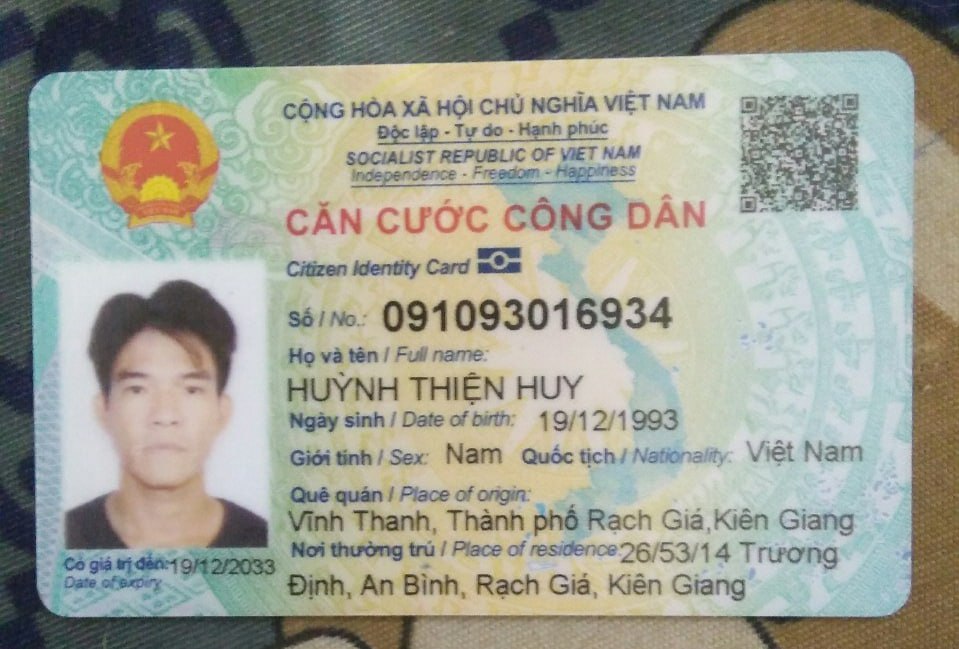 CỘNG HÒA XÃ HỘI CHỦ NGHĨA VIỆT NAM
Độc lập - Tự do - Hạnh phúc
SOCIALIST REPUBLIC OF VIET NAM
Independence - Freedom - Happiness
CĂN CƯỚC CÔNG DÂN
Citizen Identity Card
Số / No.: 091093016934
Họ và tên / Full name:
HUỲNH THIỆN HUY
Ngày sinh / Date of birth: 19/12/1993
Giới tính / Sex: Nam Quốc tịch / Nationality: Việt Nam
Quê quán / Place of origin:
Vĩnh Thanh, Thành phố Rạch Giá,Kiên Giang
Nơi thường trú / Place of residence:26/53/14 Trương
Định, An Bình, Rạch Giá, Kiên Giang
Có giá trị đến:19/12/2033
Date of expiry